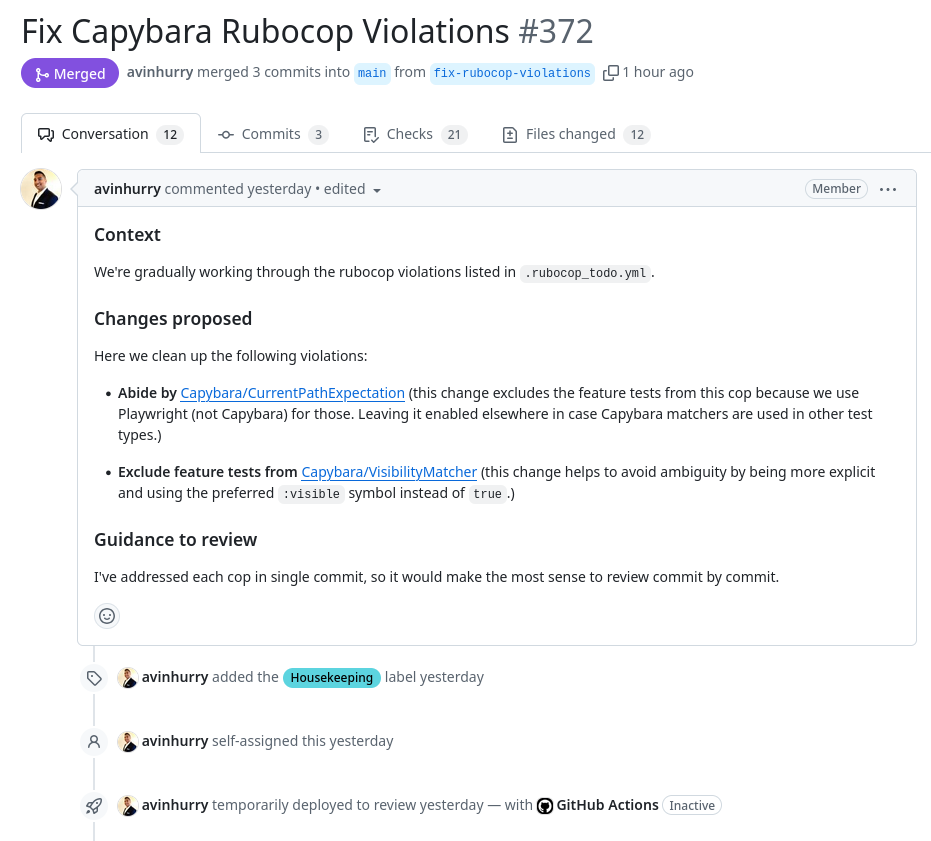 Fix Capybara Rubocop Violations #372
Merged avinhurry merged 3 commits into main from fix-rubocop-violations 1 hour ago
Conversation 12 Commits 3 Checks 21 Files changed 12
avinhurry commented yesterday • edited Member
Context
We're gradually working through the rubocop violations listed in .rubocop_todo.yml.
Changes proposed
Here we clean up the following violations:
• Abide by Capybara/CurrentPathExpectation (this change excludes the feature tests from this cop because we use
Playwright (not Capybara) for those. Leaving it enabled elsewhere in case Capybara matchers are used in other test
types.)
• Exclude feature tests from Capybara/VisibilityMatcher (this change helps to avoid ambiguity by being more explicit
and using the preferred :visible symbol instead of true.)
Guidance to review
I've addressed each cop in single commit, so it would make the most sense to review commit by commit.
avinhurry added the Housekeeping label yesterday
avinhurry self-assigned this yesterday
avinhurry temporarily deployed to review yesterday — with GitHub Actions Inactive